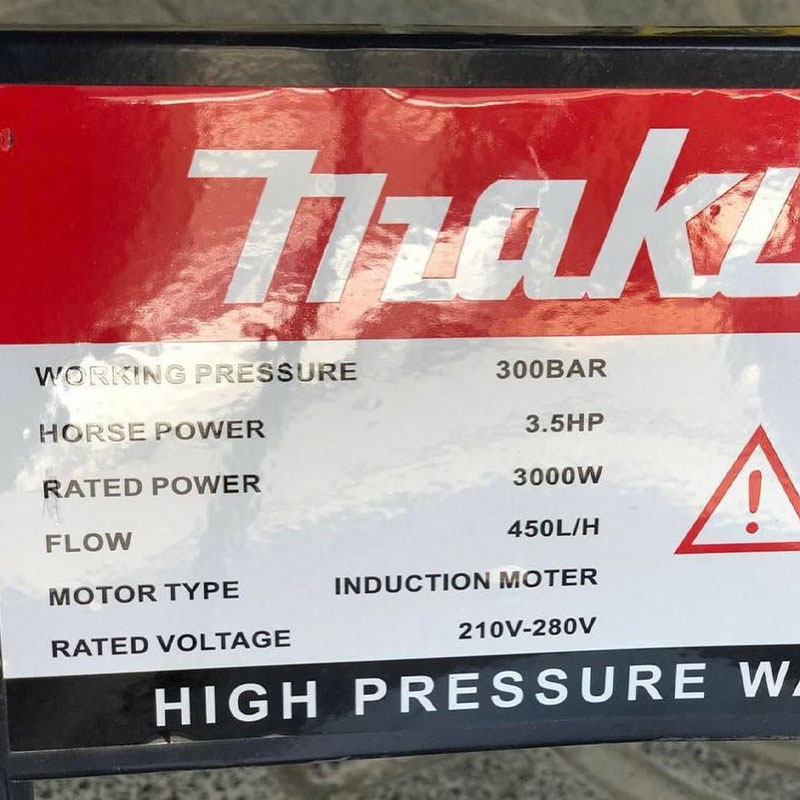 Maki
WORKING PRESSURE 300BAR
HORSE POWER 3.5HP
RATED POWER 3000W
FLOW 450L/H
MOTOR TYPE INDUCTION MOTER
RATED VOLTAGE 210V-280V
HIGH PRESSURE WA